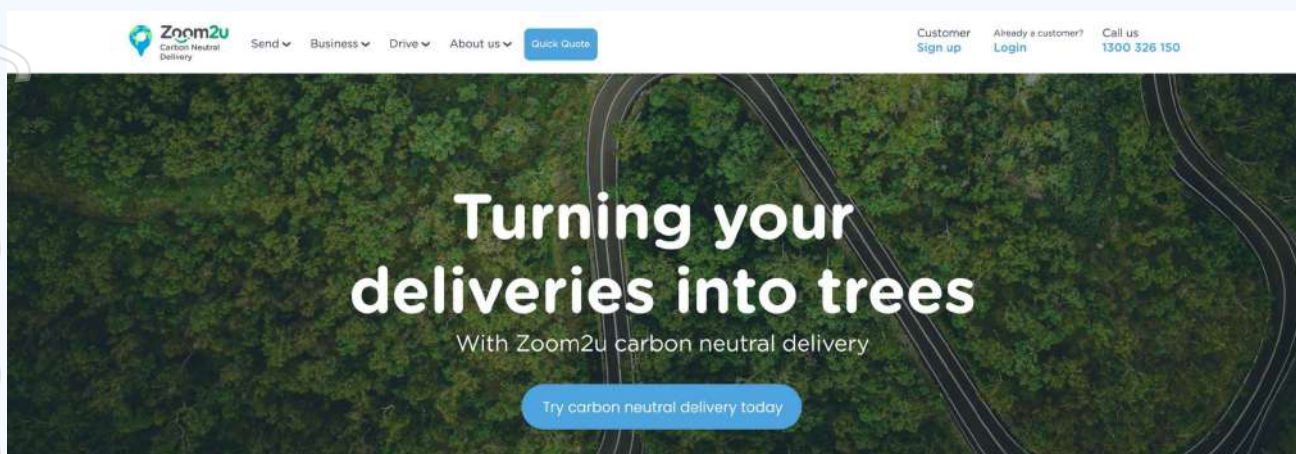 Zoom2u
Carbon Neutral
Delivery
Send
Business
Drive
About us
Quick Quote
Customer
Sign up
Already a customer?
Login
Call us
1300 326 150
Turning your
deliveries into trees
With Zoom2u carbon neutral delivery
Try carbon neutral delivery today